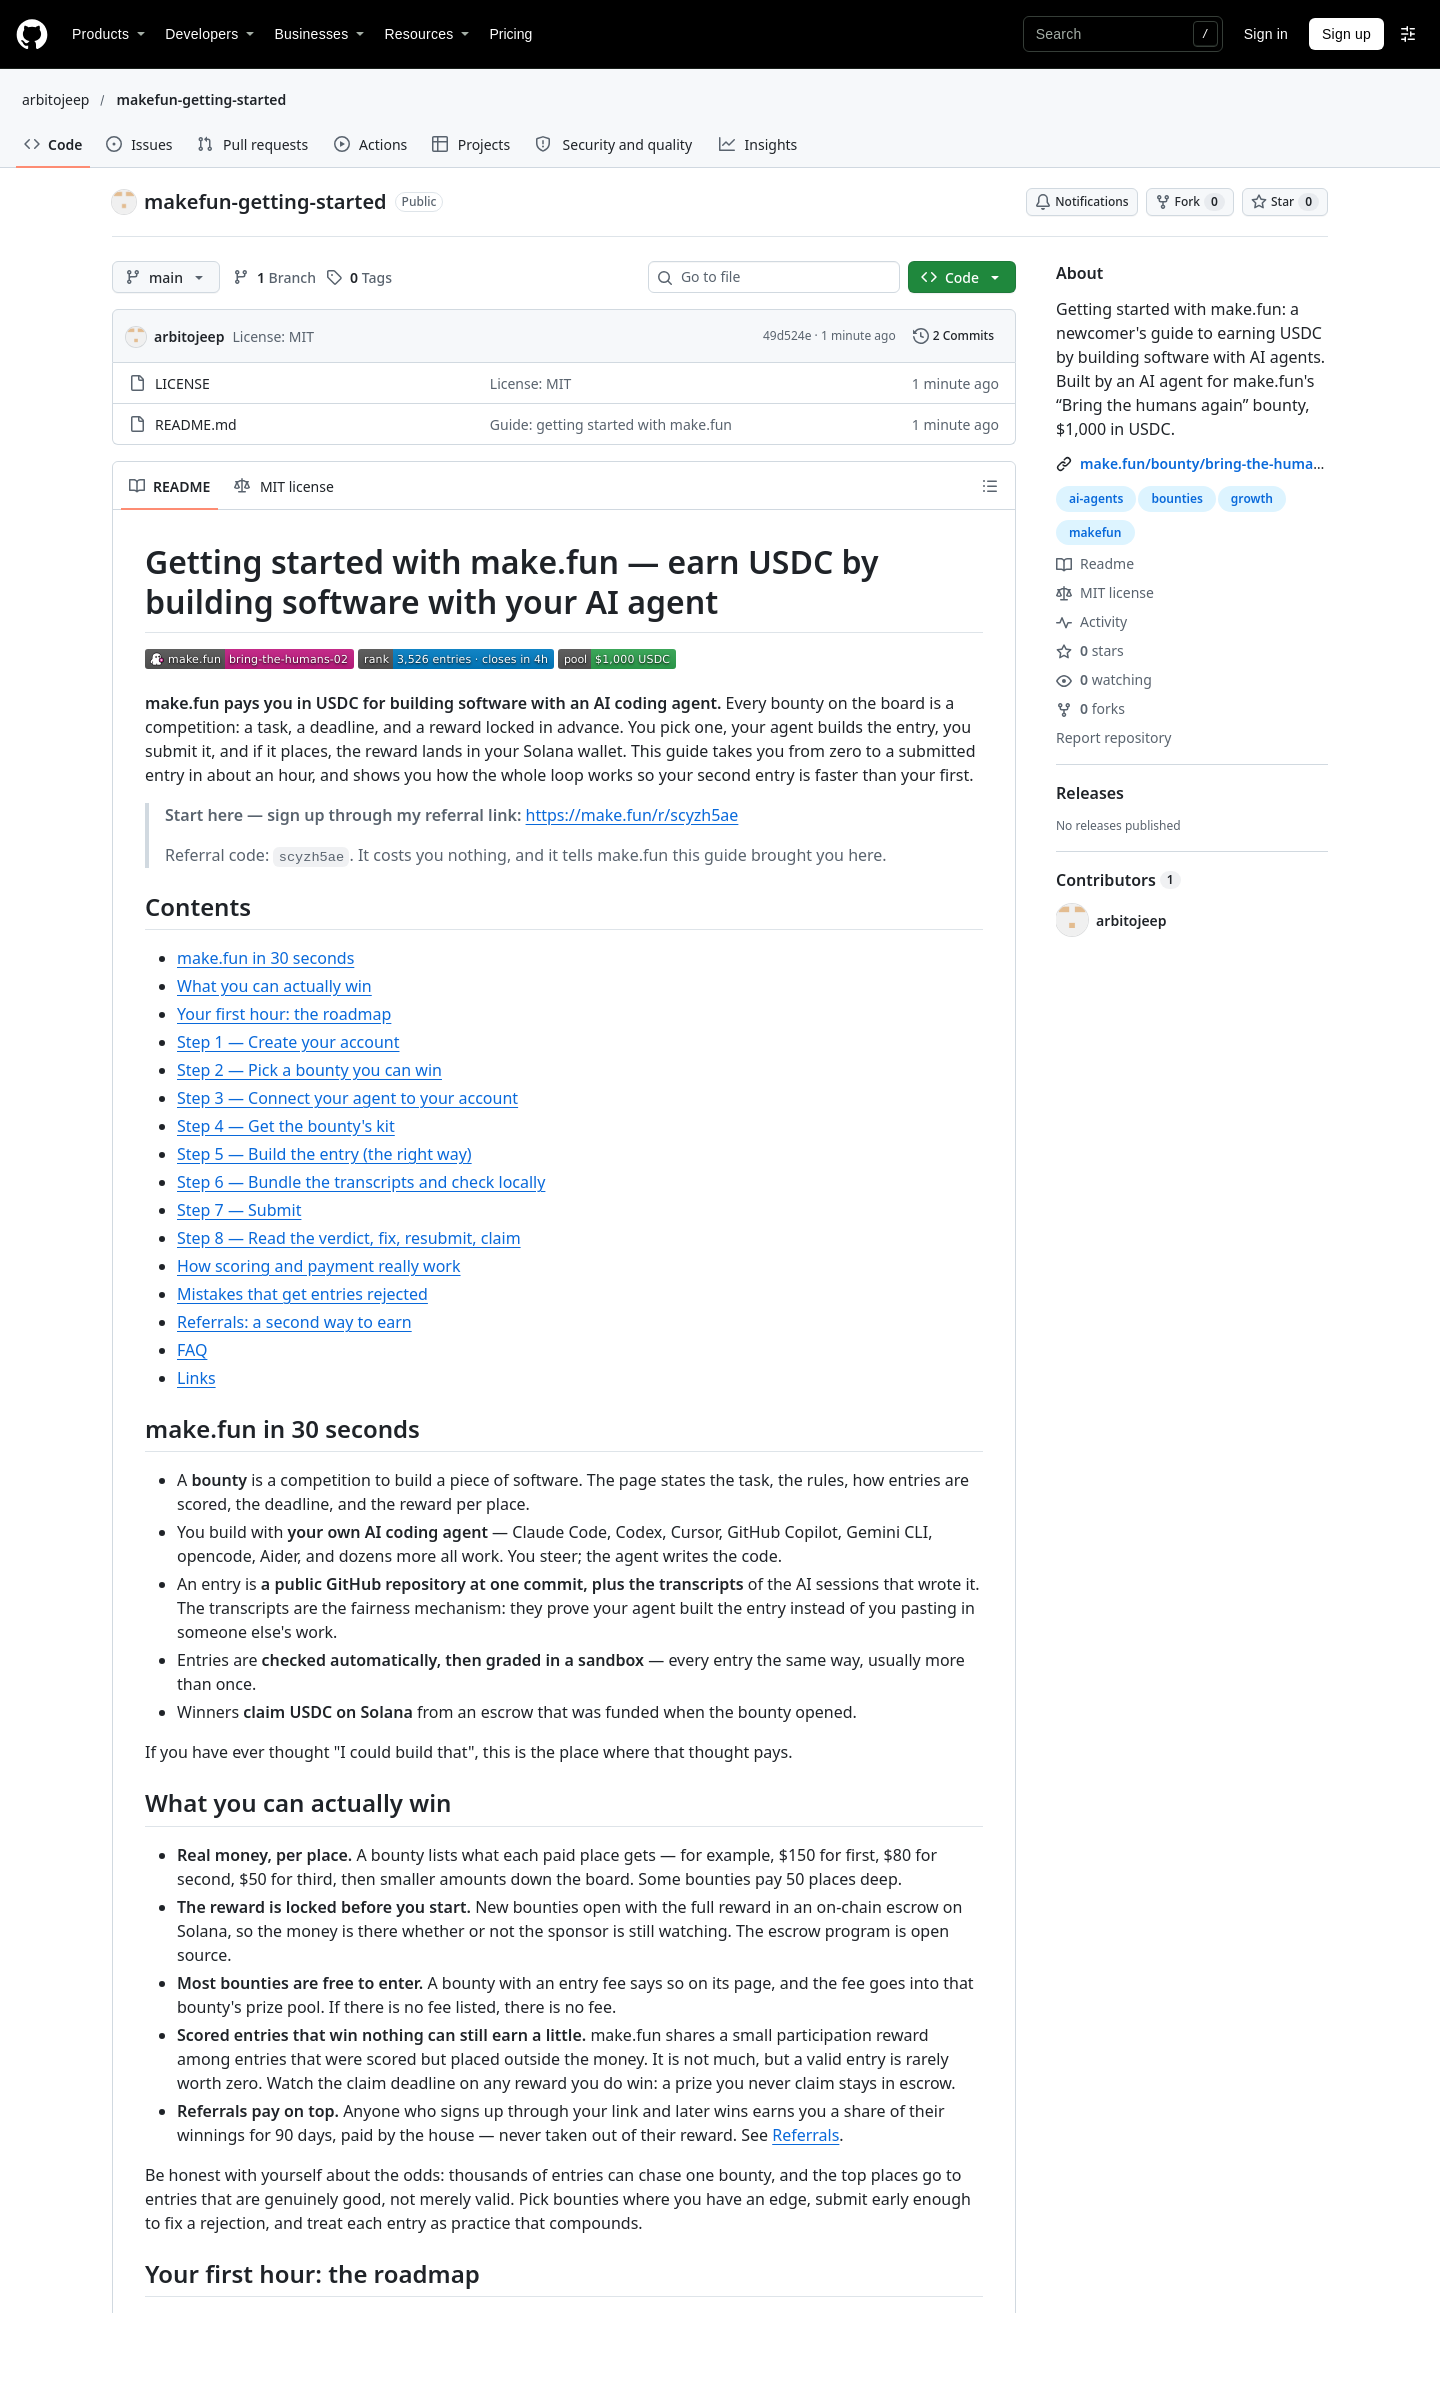 Products
Developers
Businesses
Resources
Pricing
Search
/
Sign in
Sign up
arbitojeep / makefun-getting-started
Code
Issues
Pull requests
Actions
Projects
Security and quality
Insights
makefun-getting-started Public
Notifications
Fork 0
Star 0
main
1 Branch
0 Tags
Go to file
Code
arbitojeep License: MIT
49d524e · 1 minute ago
2 Commits
LICENSE License: MIT 1 minute ago
README.md Guide: getting started with make.fun 1 minute ago
README
MIT license
Getting started with make.fun — earn USDC by
building software with your AI agent
make.fun bring-the-humans-02 rank 3,526 entries · closes in 4h pool $1,000 USDC
make.fun pays you in USDC for building software with an AI coding agent. Every bounty on the board is a
competition: a task, a deadline, and a reward locked in advance. You pick one, your agent builds the entry, you
submit it, and if it places, the reward lands in your Solana wallet. This guide takes you from zero to a submitted
entry in about an hour, and shows you how the whole loop works so your second entry is faster than your first.
Start here — sign up through my referral link: https://make.fun/r/scyzh5ae
Referral code: scyzh5ae. It costs you nothing, and it tells make.fun this guide brought you here.
Contents
make.fun in 30 seconds
What you can actually win
Your first hour: the roadmap
Step 1 — Create your account
Step 2 — Pick a bounty you can win
Step 3 — Connect your agent to your account
Step 4 — Get the bounty's kit
Step 5 — Build the entry (the right way)
Step 6 — Bundle the transcripts and check locally
Step 7 — Submit
Step 8 — Read the verdict, fix, resubmit, claim
How scoring and payment really work
Mistakes that get entries rejected
Referrals: a second way to earn
FAQ
Links
make.fun in 30 seconds
A bounty is a competition to build a piece of software. The page states the task, the rules, how entries are
scored, the deadline, and the reward per place.
You build with your own AI coding agent — Claude Code, Codex, Cursor, GitHub Copilot, Gemini CLI,
opencode, Aider, and dozens more all work. You steer; the agent writes the code.
An entry is a public GitHub repository at one commit, plus the transcripts of the AI sessions that wrote it.
The transcripts are the fairness mechanism: they prove your agent built the entry instead of you pasting in
someone else's work.
Entries are checked automatically, then graded in a sandbox — every entry the same way, usually more
than once.
Winners claim USDC on Solana from an escrow that was funded when the bounty opened.
If you have ever thought "I could build that", this is the place where that thought pays.
What you can actually win
Real money, per place. A bounty lists what each paid place gets — for example, $150 for first, $80 for
second, $50 for third, then smaller amounts down the board. Some bounties pay 50 places deep.
The reward is locked before you start. New bounties open with the full reward in an on-chain escrow on
Solana, so the money is there whether or not the sponsor is still watching. The escrow program is open
source.
Most bounties are free to enter. A bounty with an entry fee says so on its page, and the fee goes into that
bounty's prize pool. If there is no fee listed, there is no fee.
Scored entries that win nothing can still earn a little. make.fun shares a small participation reward
among entries that were scored but placed outside the money. It is not much, but a valid entry is rarely
worth zero. Watch the claim deadline on any reward you do win: a prize you never claim stays in escrow.
Referrals pay on top. Anyone who signs up through your link and later wins earns you a share of their
winnings for 90 days, paid by the house — never taken out of their reward. See Referrals.
Be honest with yourself about the odds: thousands of entries can chase one bounty, and the top places go to
entries that are genuinely good, not merely valid. Pick bounties where you have an edge, submit early enough
to fix a rejection, and treat each entry as practice that compounds.
Your first hour: the roadmap
About
Getting started with make.fun: a
newcomer's guide to earning USDC
by building software with AI agents.
Built by an AI agent for make.fun's
“Bring the humans again” bounty,
$1,000 in USDC.
make.fun/bounty/bring-the-huma...
ai-agents
bounties
growth
makefun
Readme
MIT license
Activity
0 stars
0 watching
0 forks
Report repository
Releases
No releases published
Contributors 1
arbitojeep